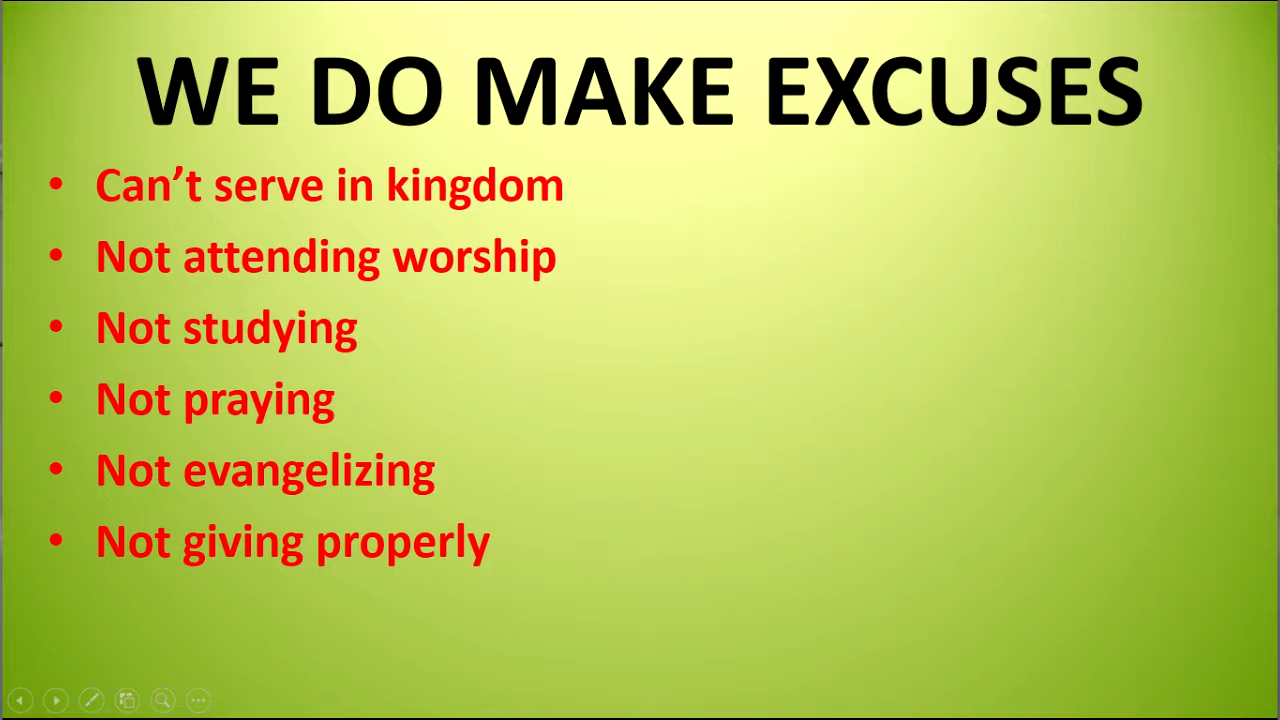 WE DO MAKE EXCUSES
• Can’t serve in kingdom
• Not attending worship
• Not studying
• Not praying
• Not evangelizing
• Not giving properly